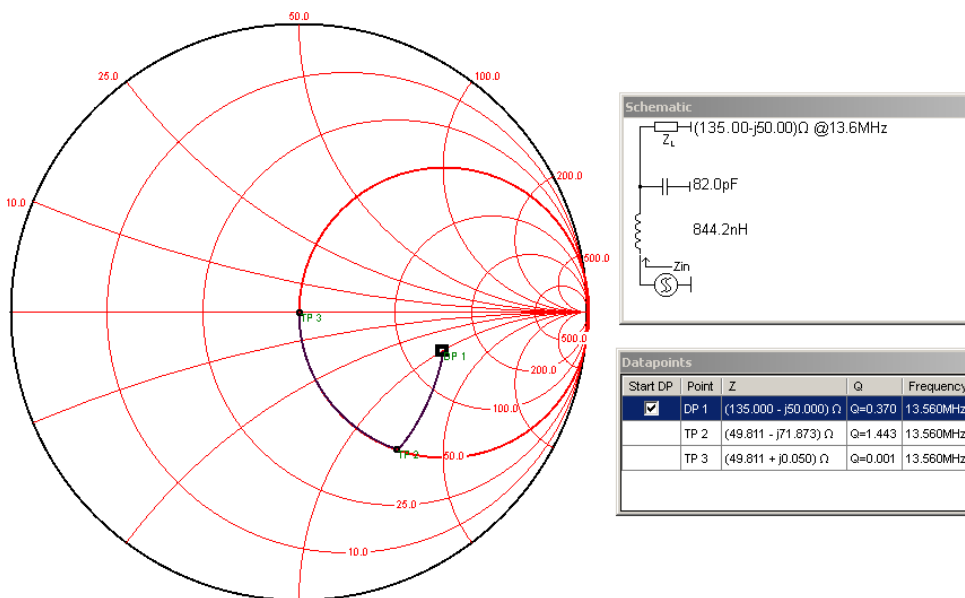 50.0
25.0
100.0
10.0
200.0
500.0
TP 3
DP 1
500.0
200.0
100.0
TP 2
50.0
25.0
10.0
Schematic
(135.00-j50.00)Ω @13.6MHz
ZL
82.0pF
844.2nH
Zin
Datapoints
Start DP Point Z Q Frequency
DP 1 (135.000 - j50.000) Ω Q=0.370 13.560MHz
TP 2 (49.811 - j71.873) Ω Q=1.443 13.560MHz
TP 3 (49.811 + j0.050) Ω Q=0.001 13.560MHz